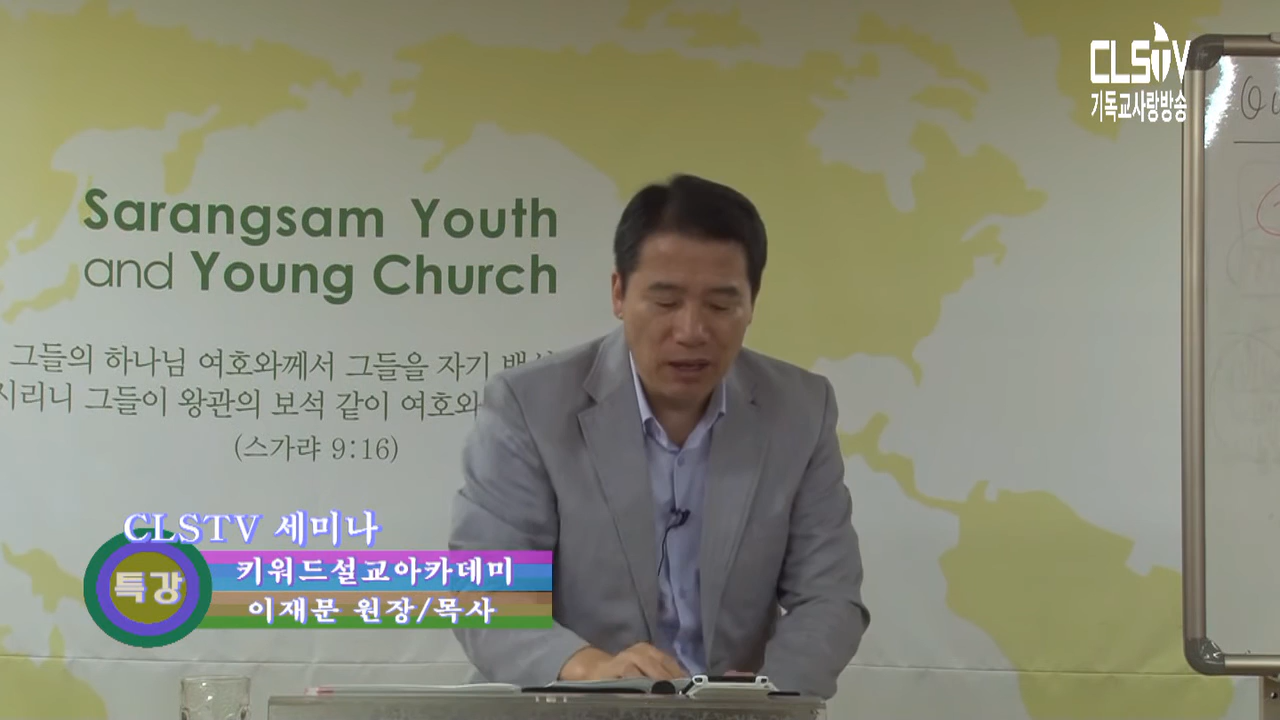 CLSTV
기독교사랑방송
Sarangsam Youth
and Young Church
그들의 하나님 여호와께서 그들을 자기
시리니 그들이 왕관의 보석 같이 여호와
(스가랴 9:16)
CLSTV 세미나
특강
키워드설교아카데미
이재문 원장/목사